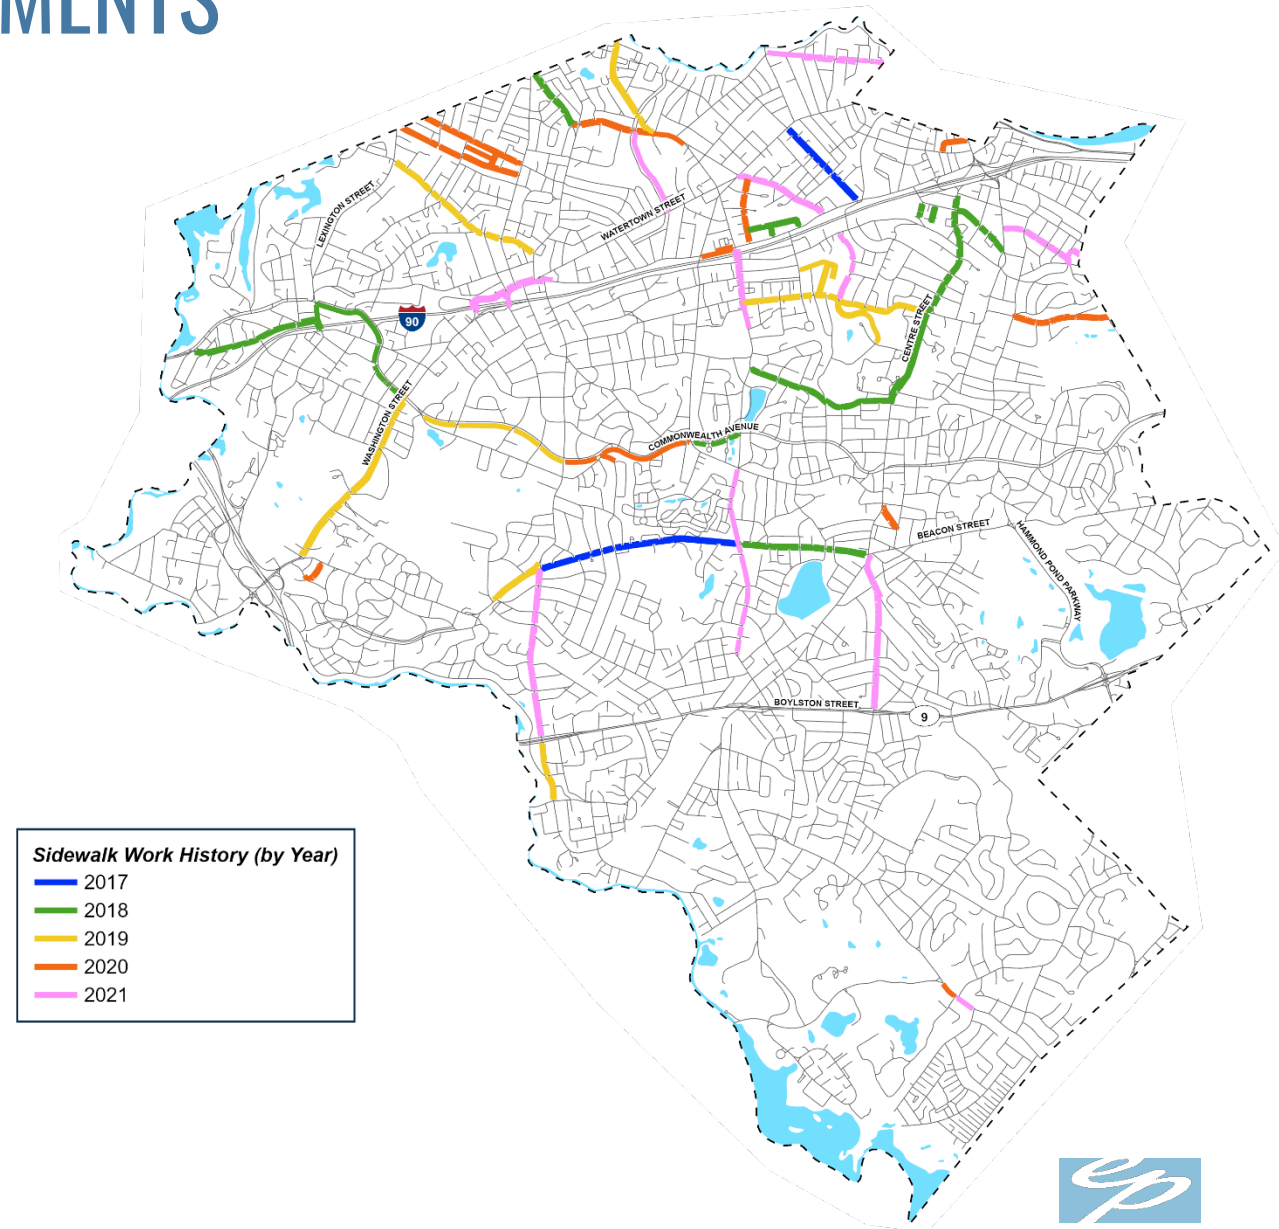 MENTS
LEXINGTON STREET
WATERTOWN STREET
90
CENTRE STREET
WASHINGTON STREET
COMMONWEALTH AVENUE
BEACON STREET
HAMMOND POND PARKWAY
BOYLSTON STREET
9
Sidewalk Work History (by Year)
2017
2018
2019
2020
2021
ep